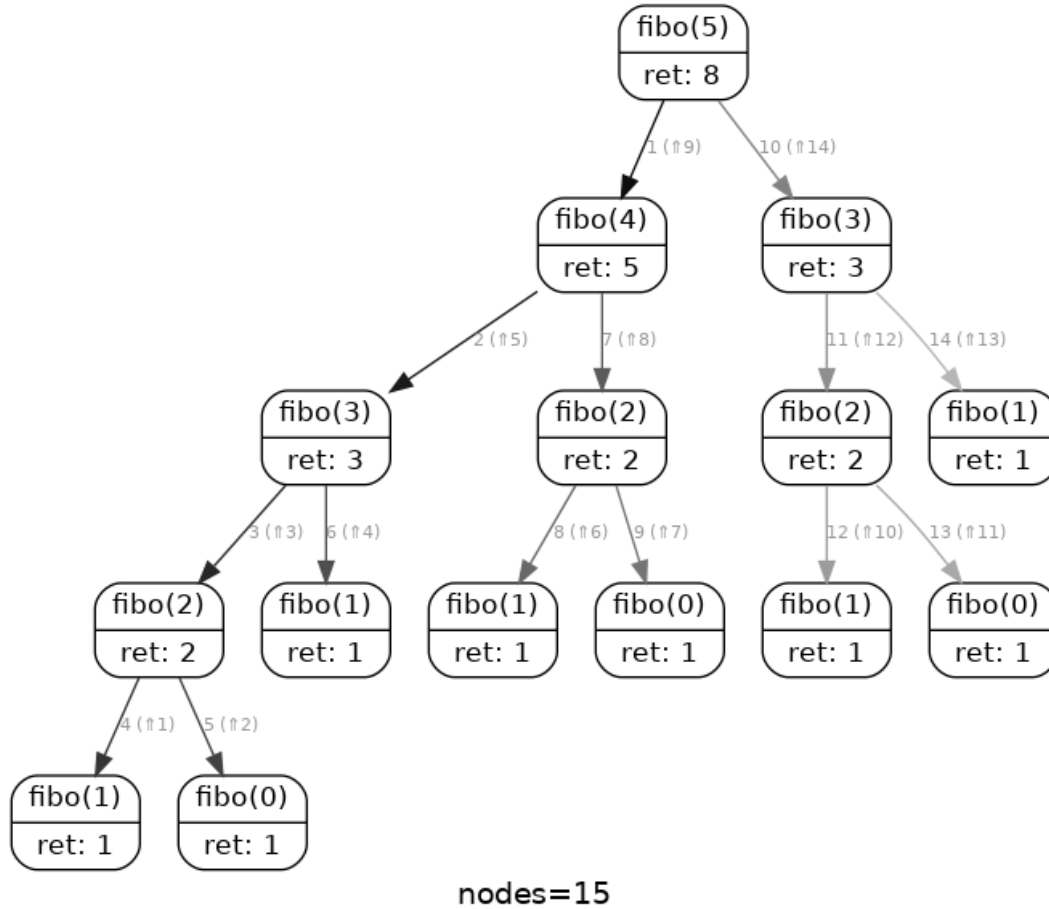 fibo(5)
ret: 8
1 (⇑9)
10 (⇑14)
fibo(4)
ret: 5
fibo(3)
ret: 3
2 (⇑5)
7 (⇑8)
11 (⇑12)
14 (⇑13)
fibo(3)
ret: 3
fibo(2)
ret: 2
fibo(2)
ret: 2
fibo(1)
ret: 1
3 (⇑3)
6 (⇑4)
8 (⇑6)
9 (⇑7)
12 (⇑10)
13 (⇑11)
fibo(2)
ret: 2
fibo(1)
ret: 1
fibo(1)
ret: 1
fibo(0)
ret: 1
fibo(1)
ret: 1
fibo(0)
ret: 1
4 (⇑1)
5 (⇑2)
fibo(1)
ret: 1
fibo(0)
ret: 1
nodes=15